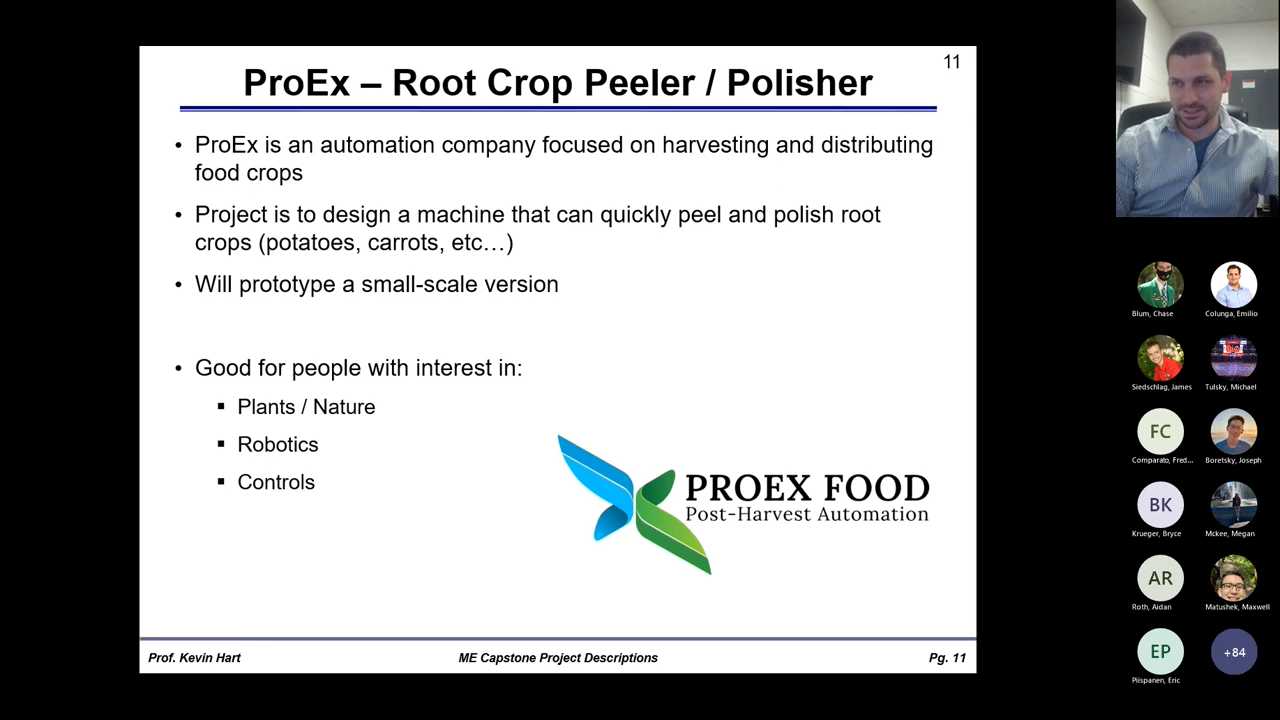 11
ProEx – Root Crop Peeler / Polisher
• ProEx is an automation company focused on harvesting and distributing
food crops
• Project is to design a machine that can quickly peel and polish root
crops (potatoes, carrots, etc…)
• Will prototype a small-scale version
• Good for people with interest in:
▪ Plants / Nature
▪ Robotics
▪ Controls
PROEX FOOD
Post-Harvest Automation
Prof. Kevin Hart
ME Capstone Project Descriptions
Pg. 11
Blum, Chase
Colunga, Emilio
Siedschlag, James
Tulsky, Michael
FC
Comparato, Fred...
Boretsky, Joseph
BK
Krueger, Bryce
Mckee, Megan
AR
Roth, Aidan
Matushek, Maxwell
EP
Piispanen, Eric
+84